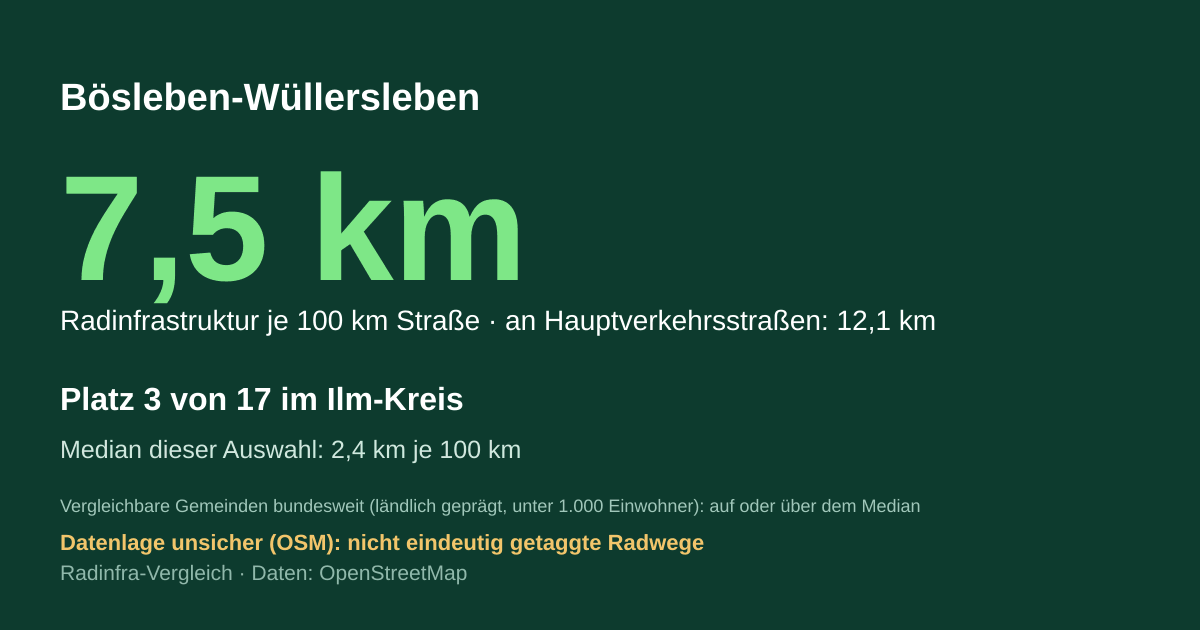 Bösleben-Wüllersleben
7,5 km
Radinfrastruktur je 100 km Straße · an Hauptverkehrsstraßen: 12,1 km
Platz 3 von 17 im Ilm-Kreis
Median dieser Auswahl: 2,4 km je 100 km
Vergleichbare Gemeinden bundesweit (ländlich geprägt, unter 1.000 Einwohner): auf oder über dem Median
Datenlage unsicher (OSM): nicht eindeutig getaggte Radwege
Radinfra-Vergleich · Daten: OpenStreetMap